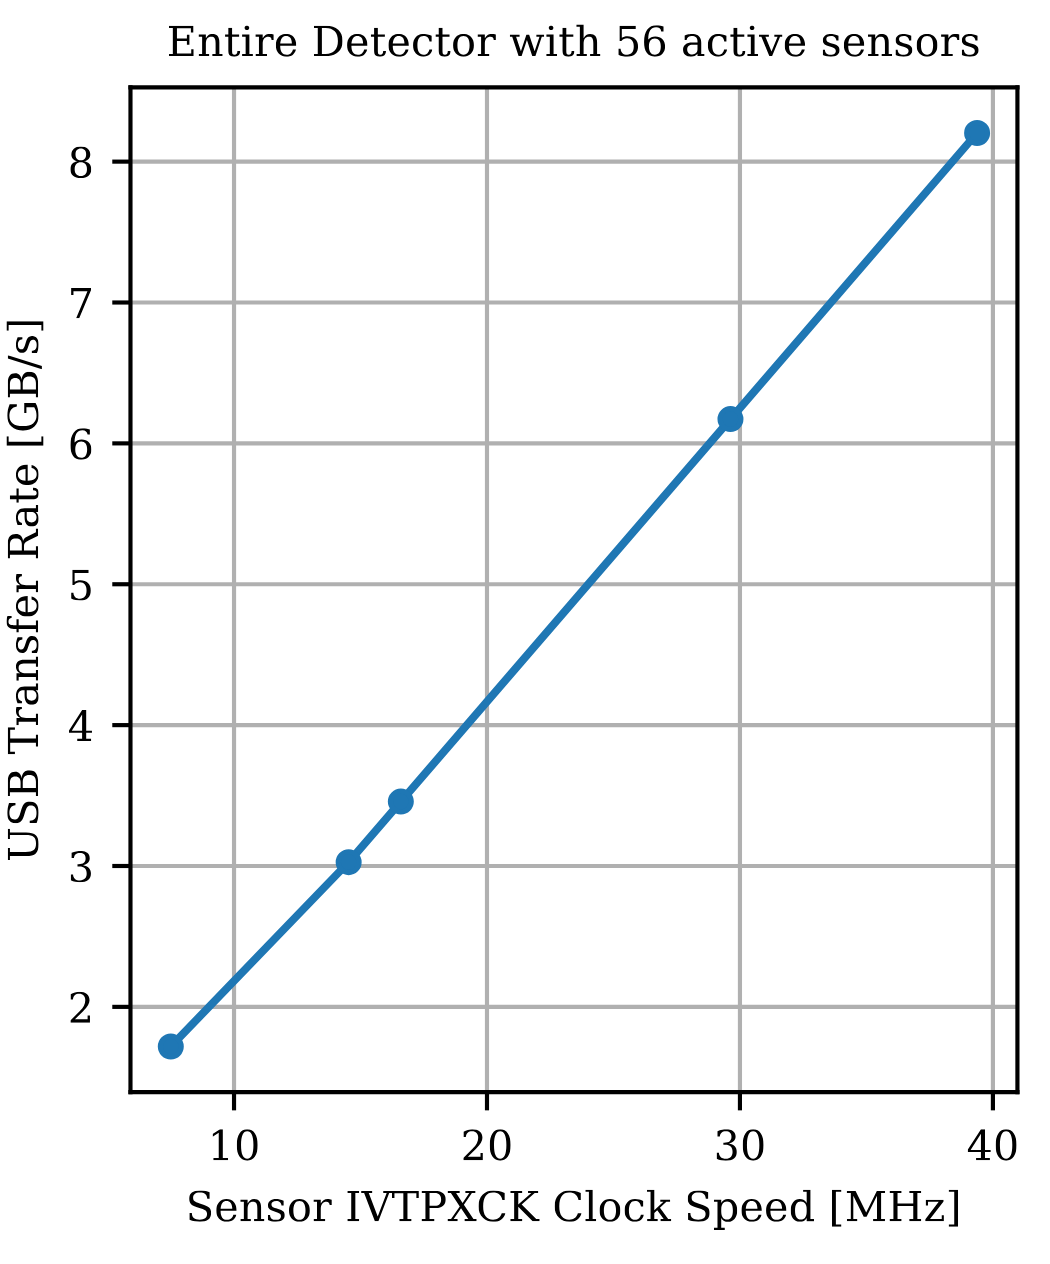 Entire Detector with 56 active sensors
8
7
6
5
4
3
2
USB Transfer Rate [GB/s]
10 20 30 40
Sensor IVTPXCK Clock Speed [MHz]